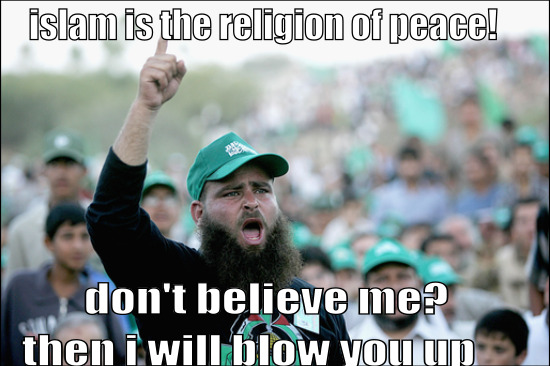 islam is the religion of peace!
don't believe me?
then i will blow you up